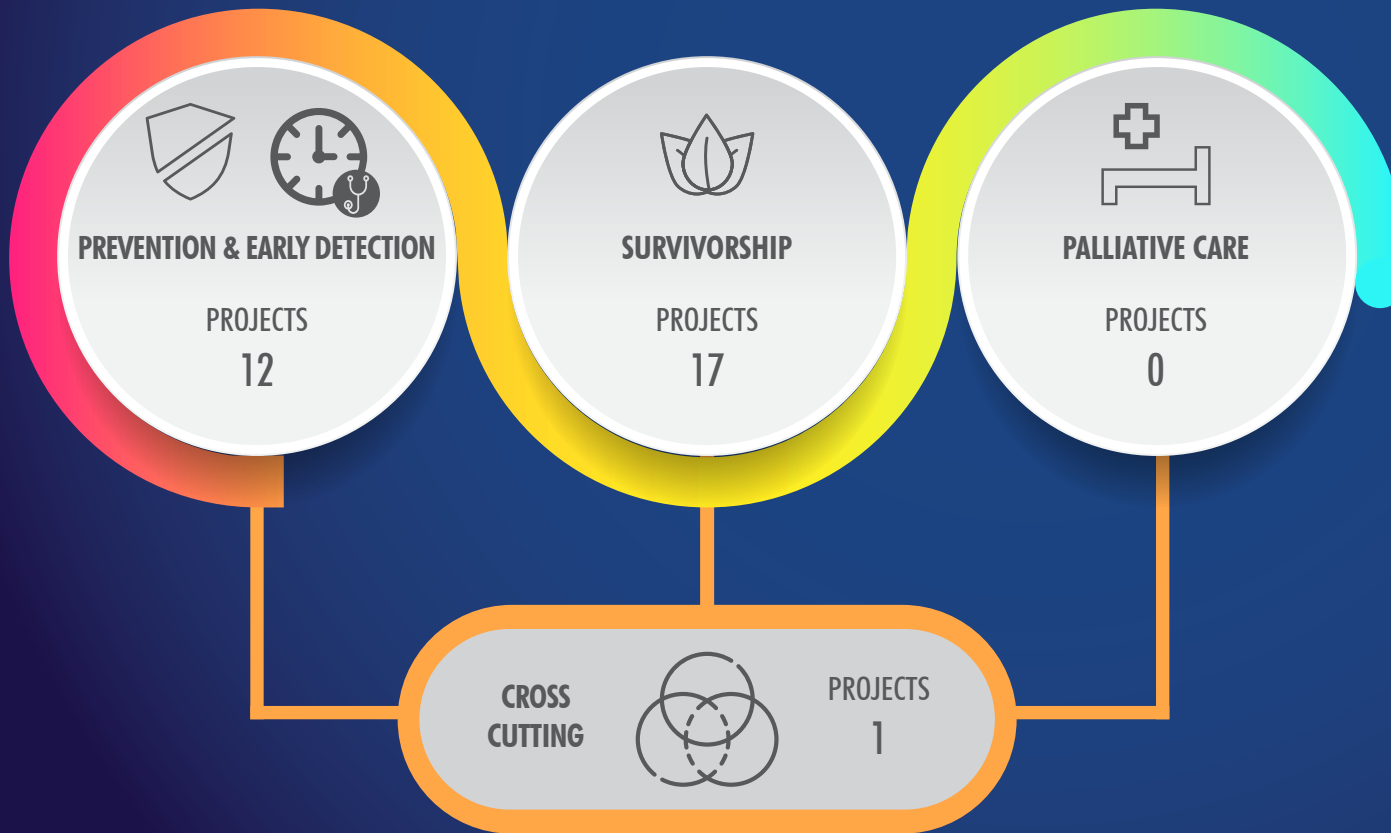 PREVENTION & EARLY DETECTION
PROJECTS
12
SURVIVORSHIP
PROJECTS
17
PALLIATIVE CARE
PROJECTS
0
CROSS
CUTTING
PROJECTS
1